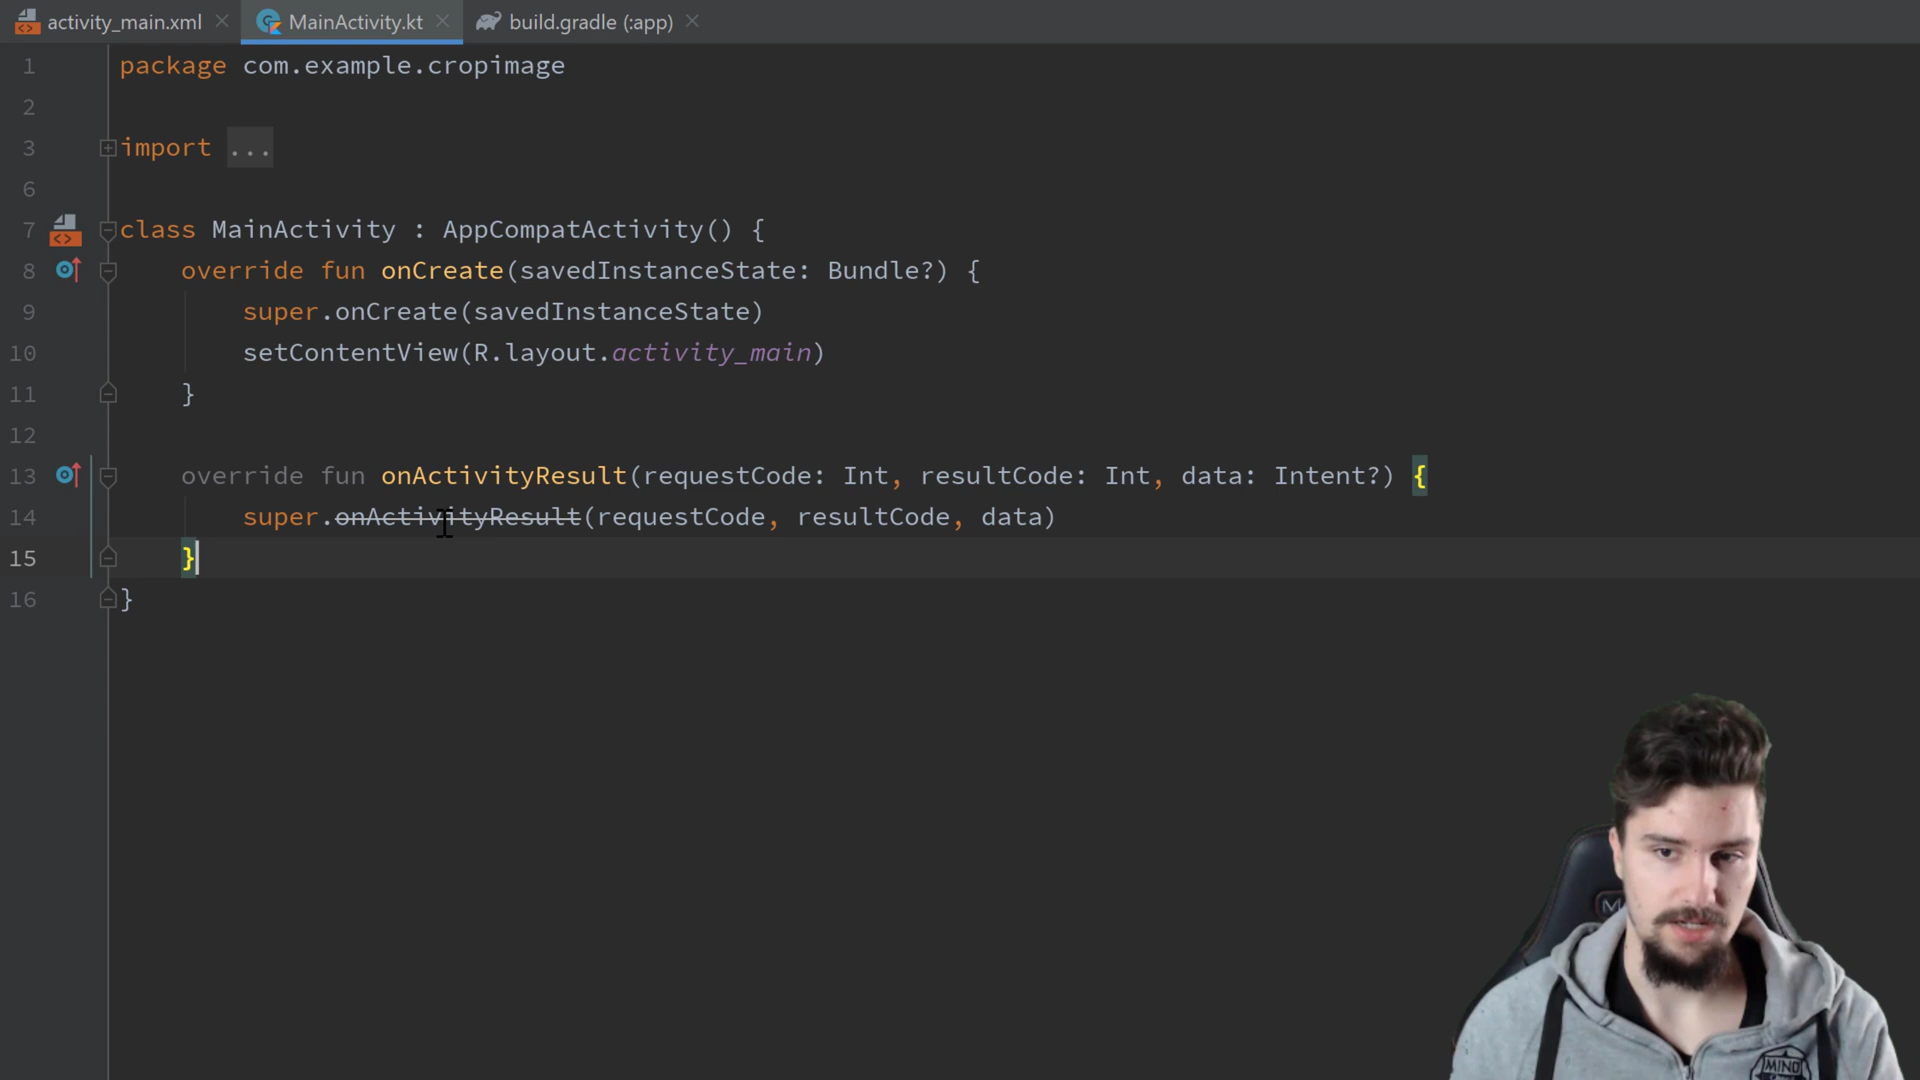 activity_main.xml MainActivity.kt build.gradle (:app)
1 package com.example.cropimage
2
3 import ...
6
7 class MainActivity : AppCompatActivity() {
8 override fun onCreate(savedInstanceState: Bundle?) {
9 super.onCreate(savedInstanceState)
10 setContentView(R.layout.activity_main)
11 }
12
13 override fun onActivityResult(requestCode: Int, resultCode: Int, data: Intent?) {
14 super.onActivityResult(requestCode, resultCode, data)
15 }
16 }
MIND